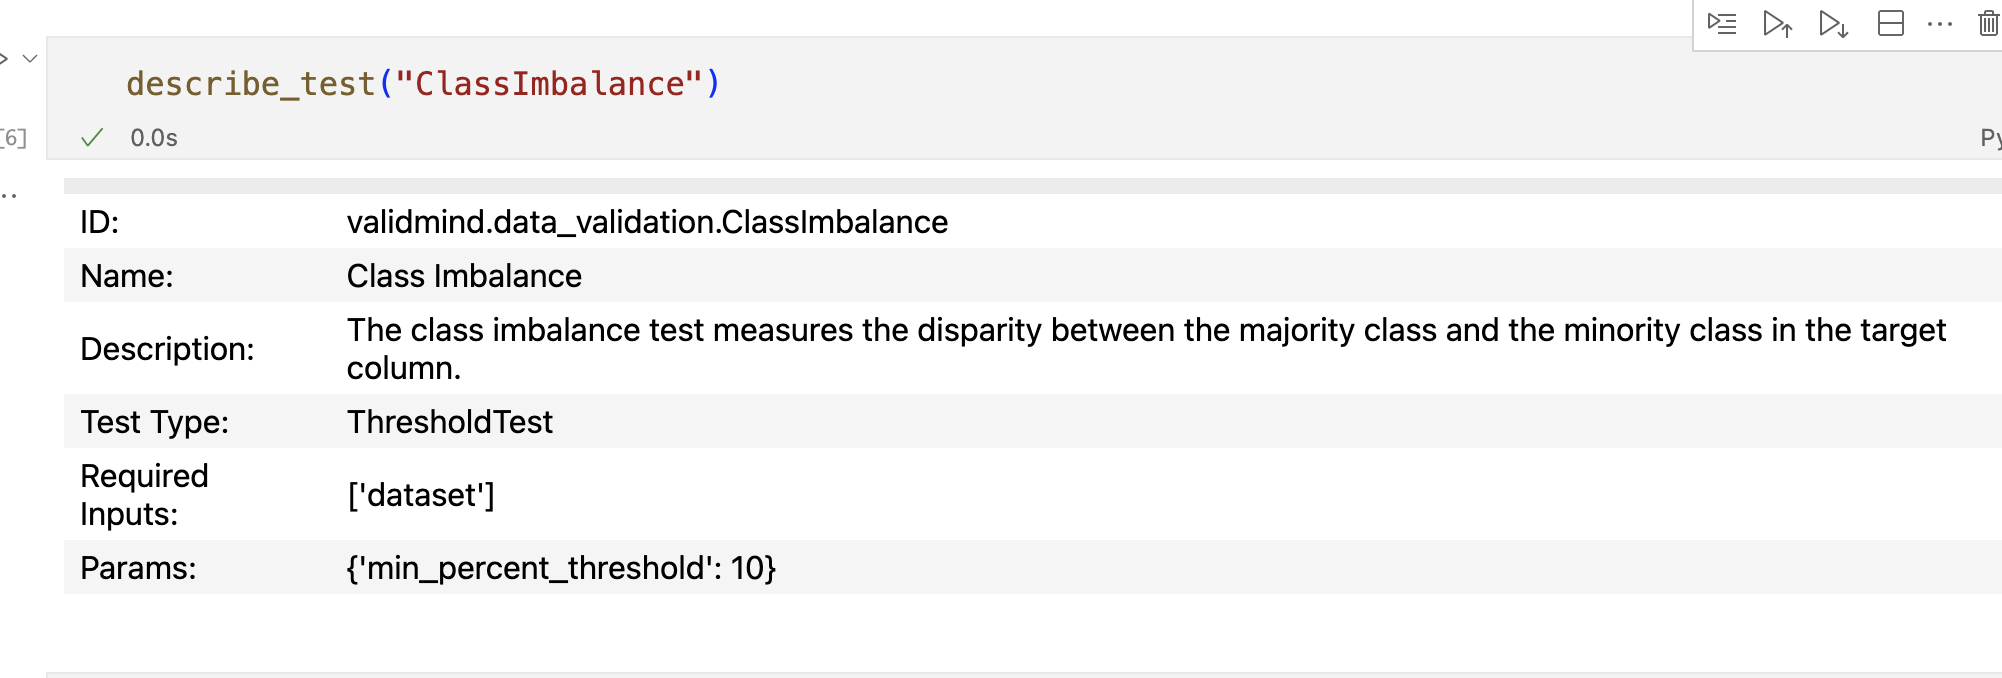 describe_test("ClassImbalance")
[6]
0.0s
ID:
validmind.data_validation.ClassImbalance
Name:
Class Imbalance
Description:
The class imbalance test measures the disparity between the majority class and the minority class in the target
column.
Test Type:
ThresholdTest
Required
Inputs:
['dataset']
Params:
{'min_percent_threshold': 10}